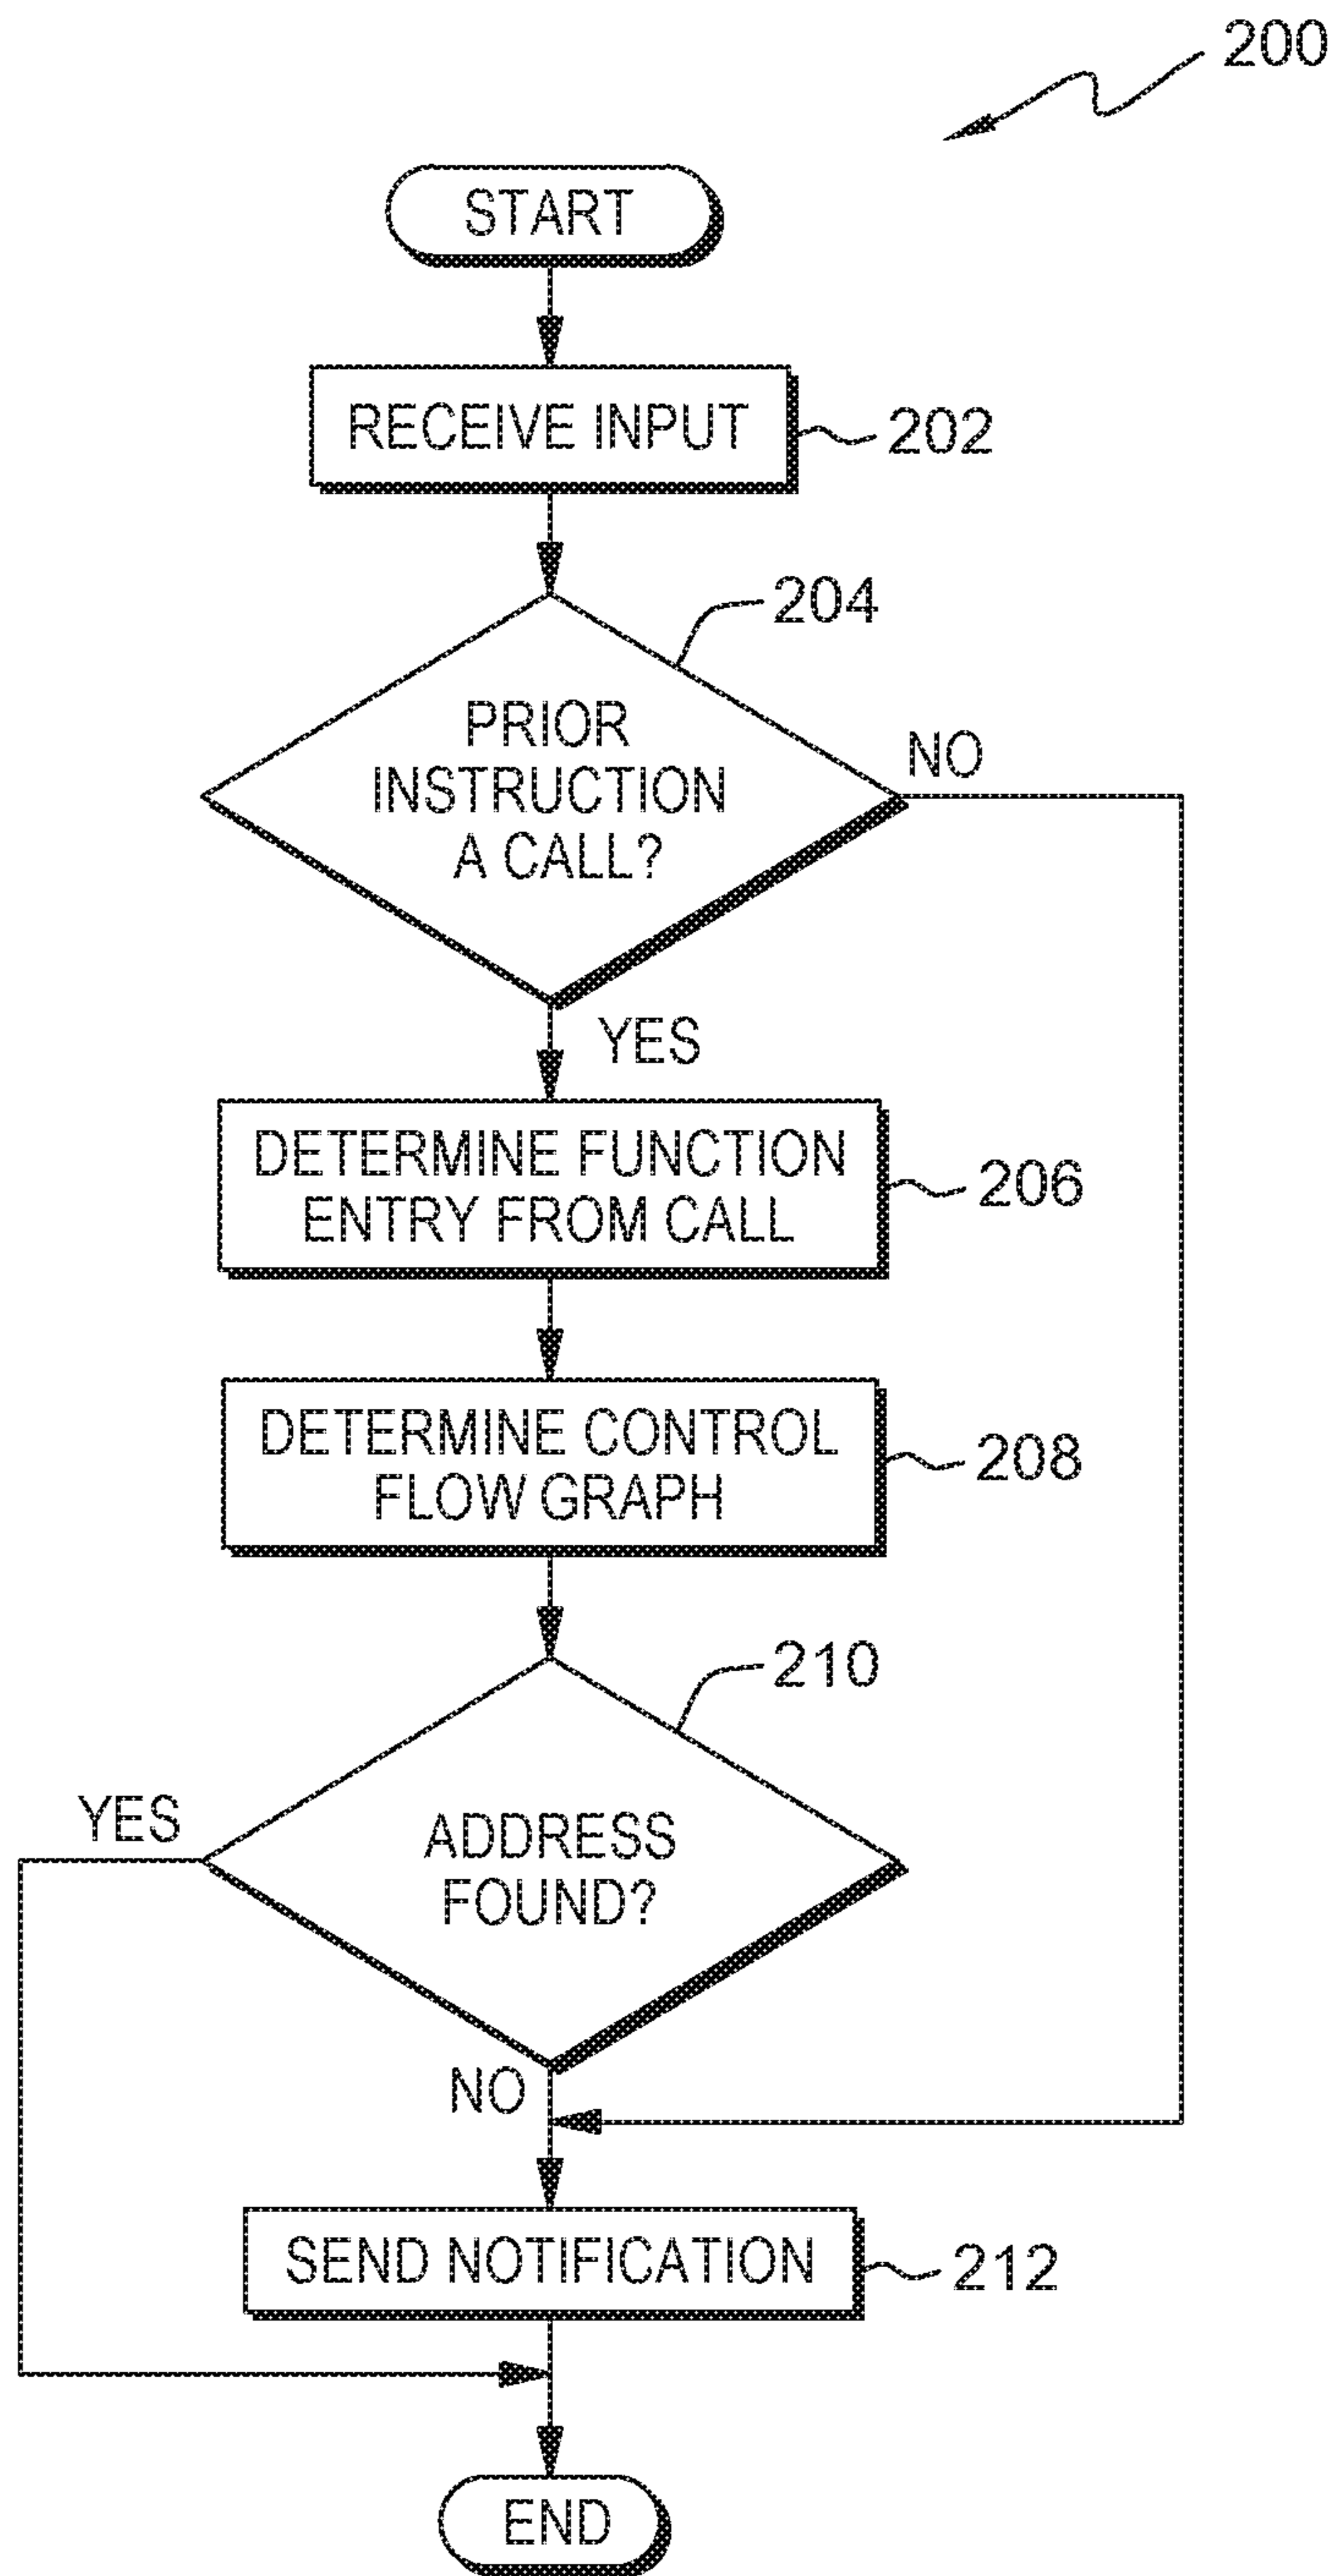 200
START
RECEIVE INPUT
202
204
PRIOR
INSTRUCTION
A CALL?
NO
YES
DETERMINE FUNCTION
ENTRY FROM CALL
206
DETERMINE CONTROL
FLOW GRAPH
208
210
YES
ADDRESS
FOUND?
NO
SEND NOTIFICATION
212
END